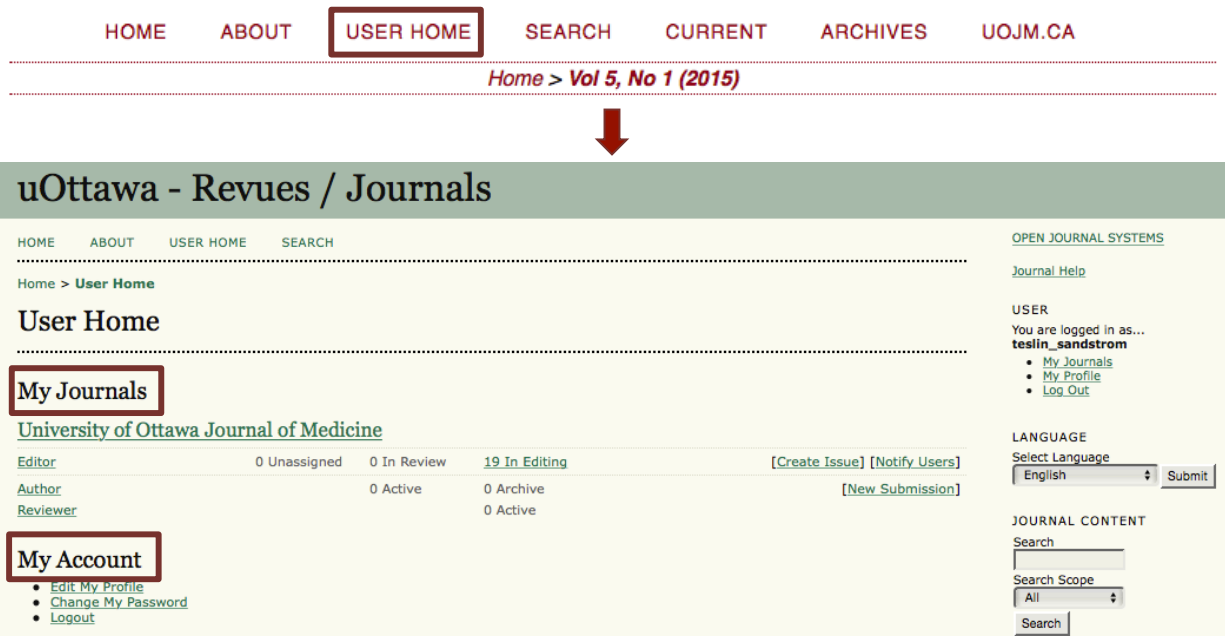 HOME ABOUT USER HOME SEARCH CURRENT ARCHIVES UOJM.CA
Home > Vol 5, No 1 (2015)
uOttawa - Revues / Journals
HOME ABOUT USER HOME SEARCH
Home > User Home
User Home
My Journals
University of Ottawa Journal of Medicine
Editor 0 Unassigned 0 In Review 19 In Editing [Create Issue] [Notify Users]
Author 0 Active 0 Archive [New Submission]
Reviewer 0 Active
My Account
• Edit My Profile
• Change My Password
• Logout
OPEN JOURNAL SYSTEMS
Journal Help
USER
You are logged in as...
teslin_sandstrom
• My Journals
• My Profile
• Log Out
LANGUAGE
Select Language
English Submit
JOURNAL CONTENT
Search
Search Scope
All
Search